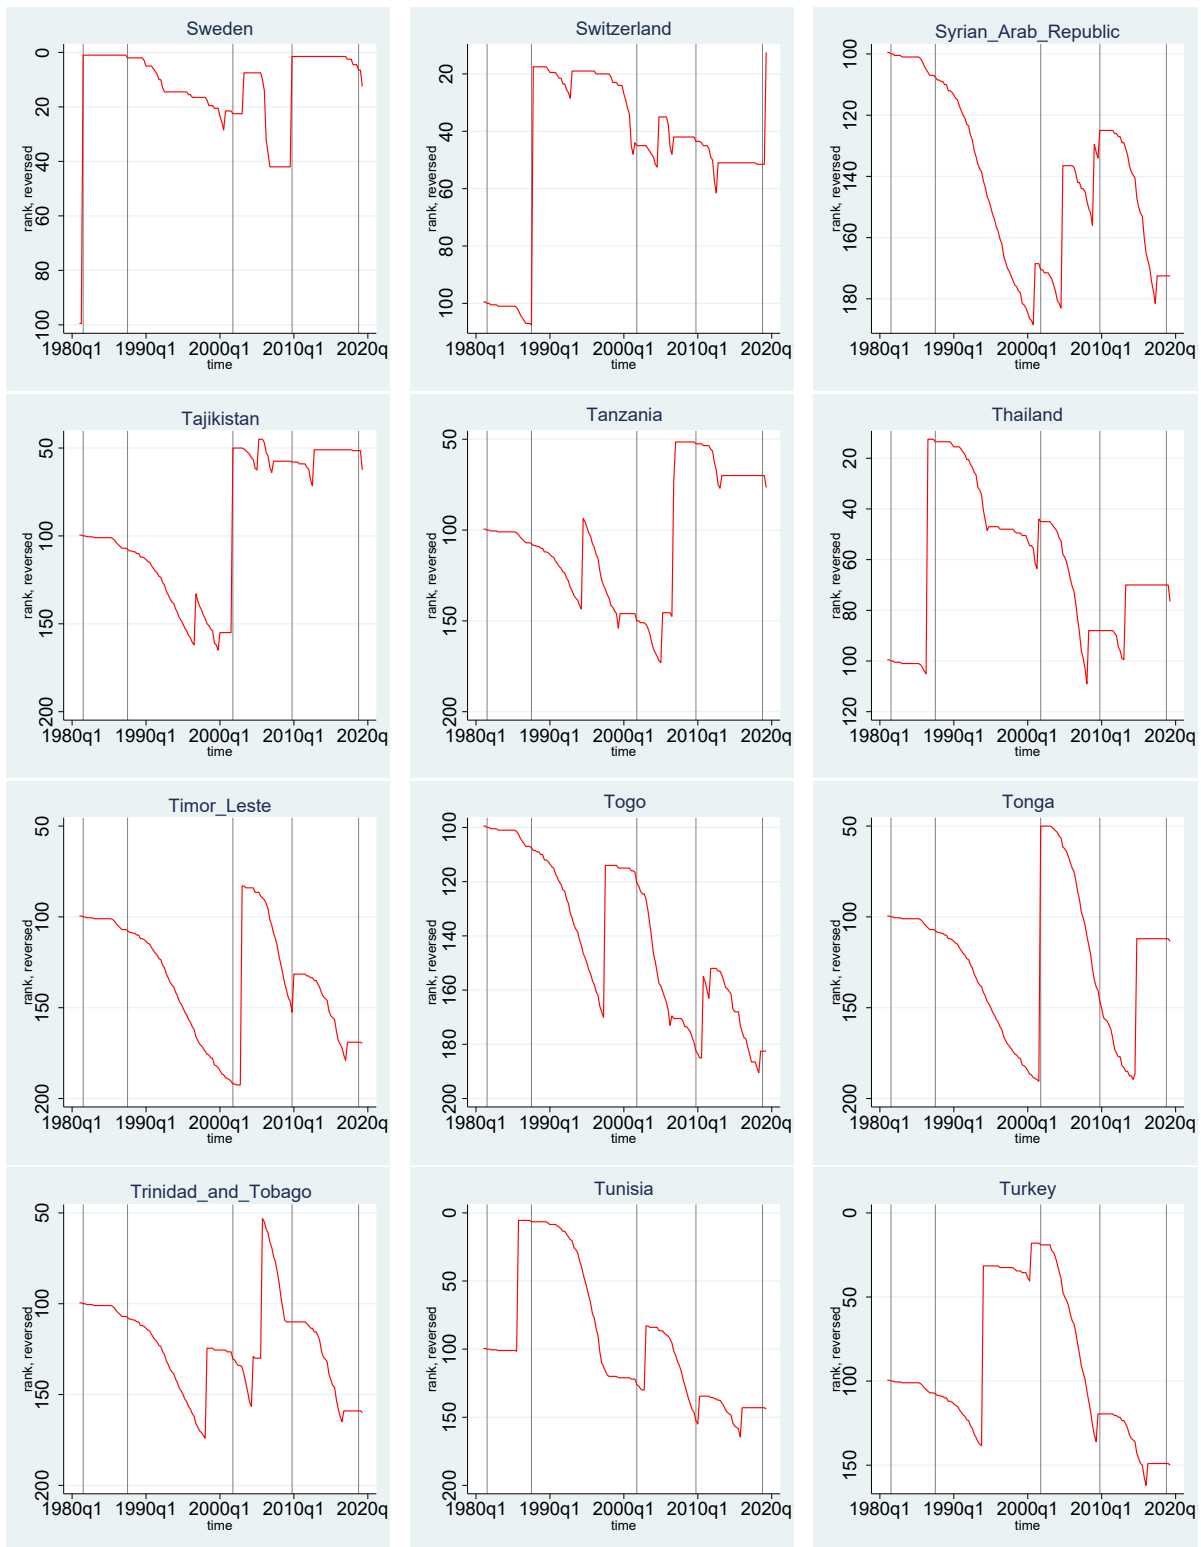 Sweden
rank, reversed
0
20
40
60
80
100
1980q1 1990q1 2000q1 2010q1 2020q
time
Switzerland
rank, reversed
20
40
60
80
100
1980q1 1990q1 2000q1 2010q1 2020q
time
Syrian_Arab_Republic
rank, reversed
100
120
140
160
180
1980q1 1990q1 2000q1 2010q1 2020q
time
Tajikistan
rank, reversed
50
100
150
200
1980q1 1990q1 2000q1 2010q1 2020q
time
Tanzania
rank, reversed
50
100
150
200
1980q1 1990q1 2000q1 2010q1 2020q
time
Thailand
rank, reversed
20
40
60
80
100
120
1980q1 1990q1 2000q1 2010q1 2020q
time
Timor_Leste
rank, reversed
50
100
150
200
1980q1 1990q1 2000q1 2010q1 2020q
time
Togo
rank, reversed
100
120
140
160
180
200
1980q1 1990q1 2000q1 2010q1 2020q
time
Tonga
rank, reversed
50
100
150
200
1980q1 1990q1 2000q1 2010q1 2020q
time
Trinidad_and_Tobago
rank, reversed
50
100
150
200
1980q1 1990q1 2000q1 2010q1 2020q
time
Tunisia
rank, reversed
0
50
100
150
200
1980q1 1990q1 2000q1 2010q1 2020q
time
Turkey
rank, reversed
0
50
100
150
1980q1 1990q1 2000q1 2010q1 2020q
time